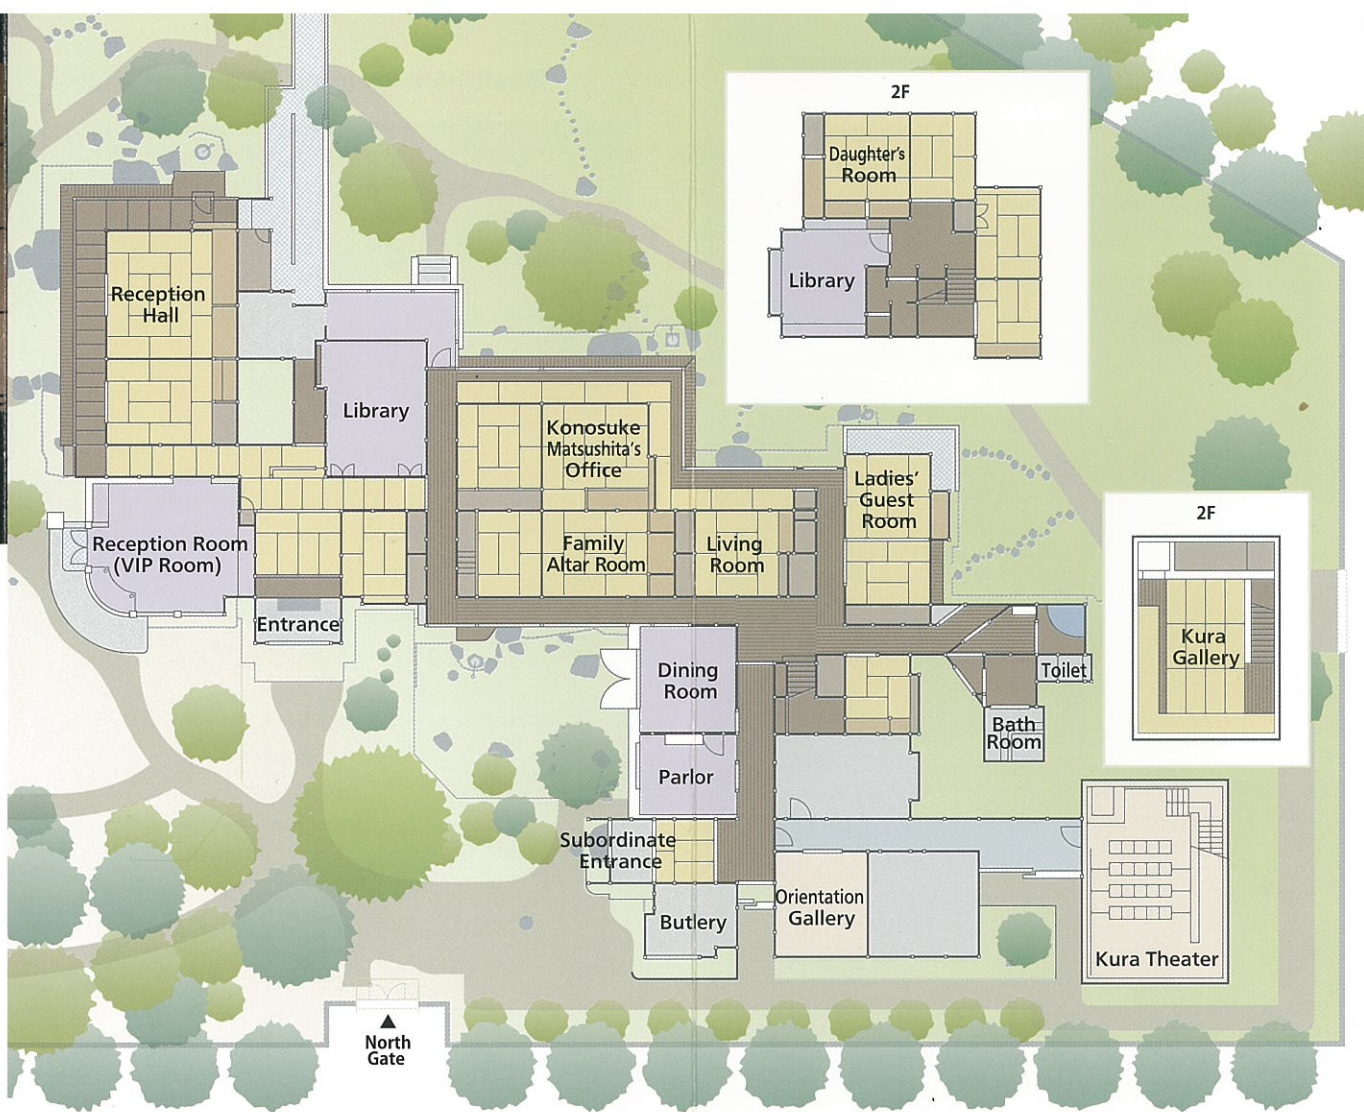 2F
Daughter's
Room
Library
Reception
Hall
Library
Konosuke
Matsushita's
Office
Ladies'
Guest
Room
2F
Kura
Gallery
Reception Room
(VIP Room)
Family
Altar Room
Living
Room
Entrance
Dining
Room
Toilet
Bath
Room
Parlor
Subordinate
Entrance
Butlery
Orientation
Gallery
Kura Theater
▲
North
Gate